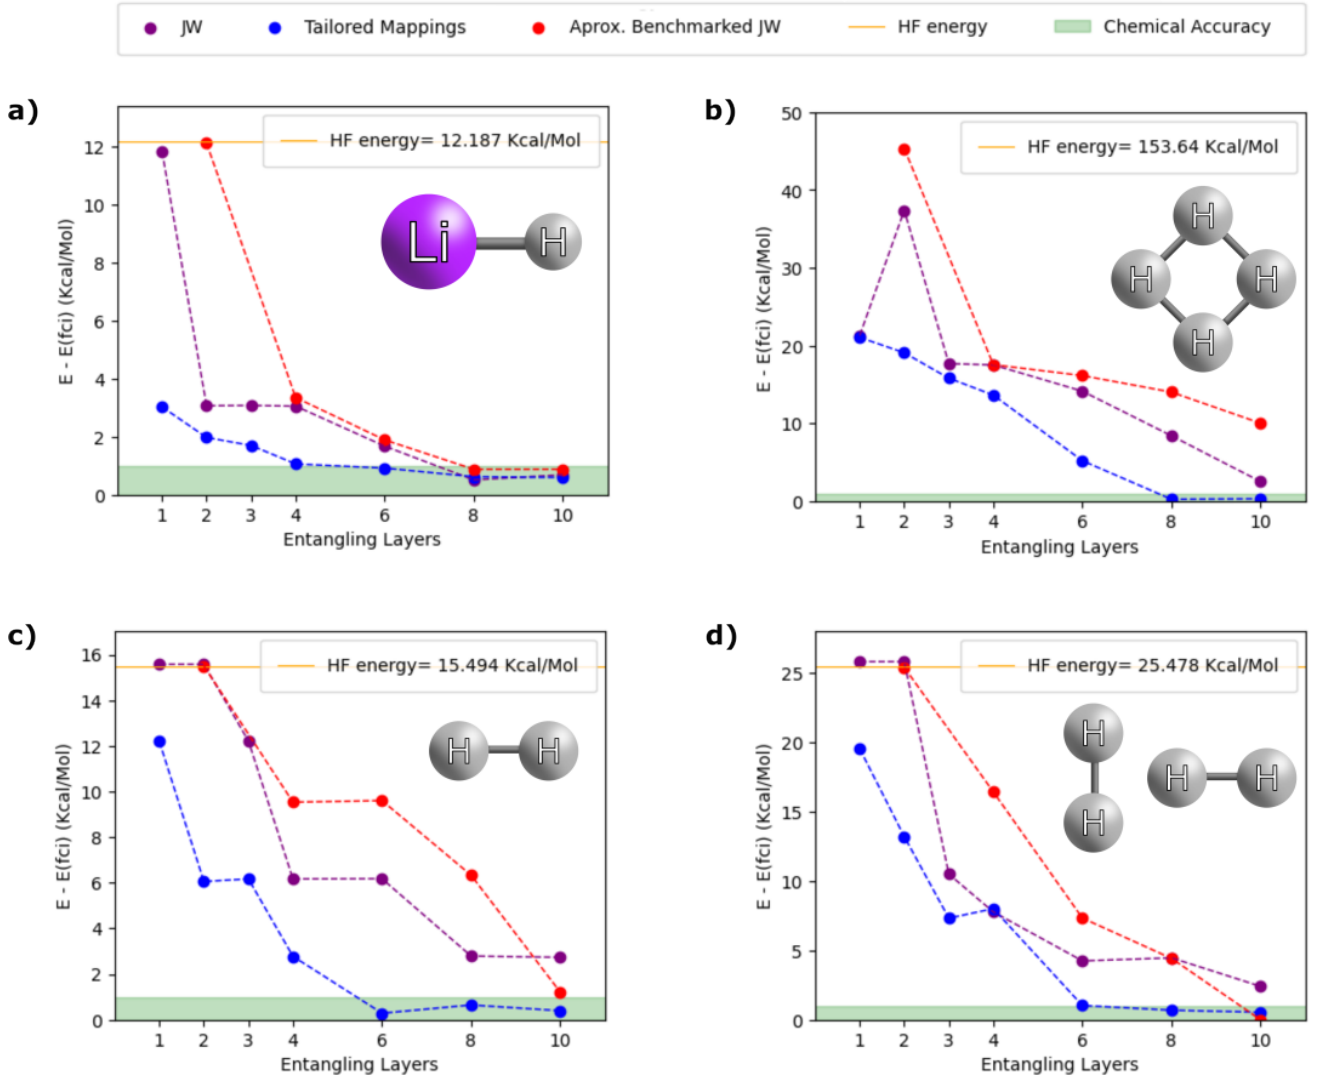 JW   Tailored Mappings   Aprox. Benchmarked JW   HF energy   Chemical Accuracy
a)
HF energy= 12.187 Kcal/Mol
E - E(fci) (Kcal/Mol)
12
10
8
6
4
2
0
Li H
1 2 3 4 6 8 10
Entangling Layers
b)
HF energy= 153.64 Kcal/Mol
E - E(fci) (Kcal/Mol)
50
40
30
20
10
0
H
H H
H
1 2 3 4 6 8 10
Entangling Layers
c)
HF energy= 15.494 Kcal/Mol
E - E(fci) (Kcal/Mol)
16
14
12
10
8
6
4
2
0
H H
1 2 3 4 6 8 10
Entangling Layers
d)
HF energy= 25.478 Kcal/Mol
E - E(fci) (Kcal/Mol)
25
20
15
10
5
0
H
H H
H
1 2 3 4 6 8 10
Entangling Layers